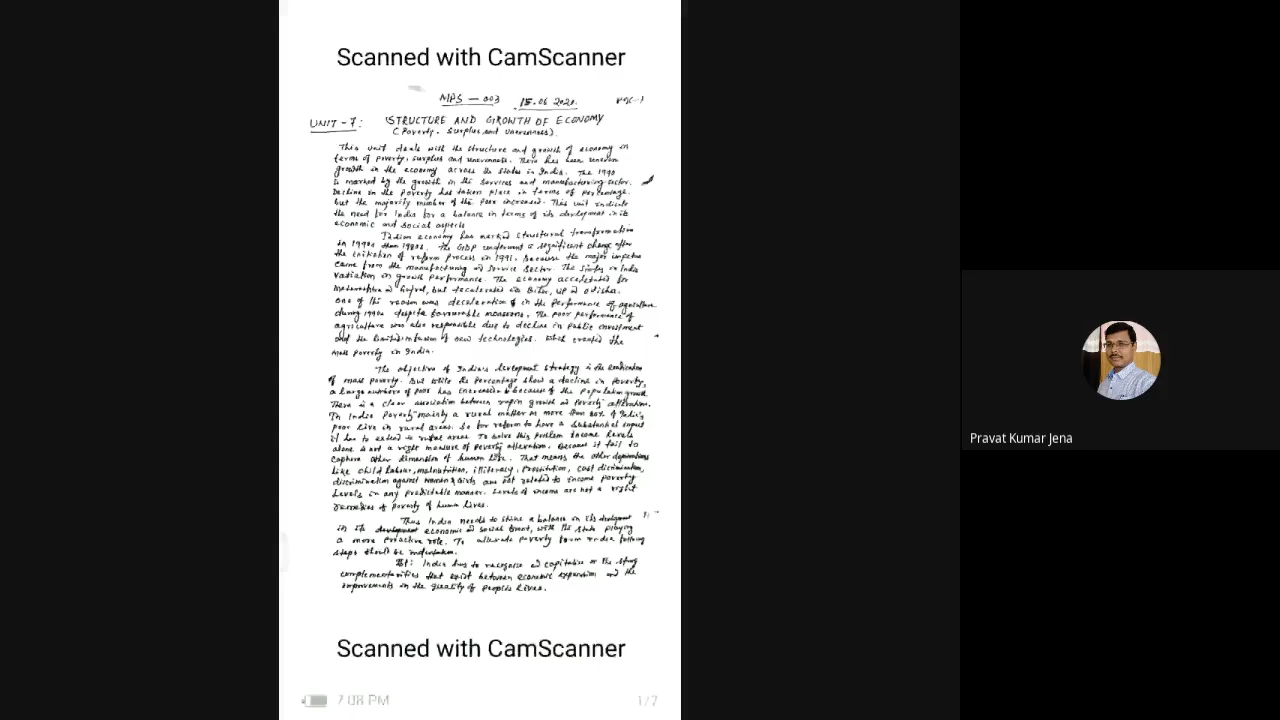 Scanned with CamScanner
MPS - 003 15.06 2020. Page-1
UNIT - 7: STRUCTURE AND GROWTH OF ECONOMY
(Poverty, Surplus and Unevenness).
This unit deals with the structure and growth of economy in
terms of poverty, surplus and unevenness. There has been uneven
growth in the economy across the states in India. The 1990
is marked by the growth in the services and manufacturing sector.
Decline in the poverty has taken place in terms of percentage.
but the majority number of the poor increased. This unit indicate
the need for India for a balance in terms of its development in its
economic and social aspects
Indian economy has marked structural transformation
in 1990s than 1980s. The GDP underwent a significant change after
the initiation of reform process in 1991. Because the major impetus
came from the manufacturing and service sector. The states in India
variation in growth performance. The economy accelerated for
Maharashtra and Gujrat, but decelerated in Bihar, UP and Odisha.
One of the reason was deceleration in the performance of agriculture
during 1990s despite favourable monsoons. The poor performance of
agriculture was also responsible due to decline in public investment
and the limited infusion of new technologies. Which created the
mass poverty in India.
The objective of India's development strategy is the eradication
of mass poverty. But while the percentage show a decline in poverty,
a large numbers of poor has increased because of the population growth.
There is a clear association between rapid growth and poverty alleviation.
In India poverty mainly a rural matter as more than 80% of India's
poor live in rural areas. So for reform to have a substantial input
it has to extend to rural areas. To solve this problem income levels
alone is not a right measure of poverty alleviation. Because it fail to
capture other dimension of human life. That means the other deprivations
like child labour, malnutrition, illiteracy, prostitution, cast discrimination,
discrimination against women & girls are not related to income poverty
levels in any predictable manner. Levels of income are not a right
remedies of poverty of human lives.
Thus India needs to strike a balance in its development
in its economic and social front, with the state playing
a more proactive role. To alleviate poverty from India following
steps should be undertaken.
1st: India has to recognise and capitalise on the strong
complementarities that exist between economic expansion and the
improvements in the quality of people's lives.
Scanned with CamScanner
7:08 PM 1/7
Pravat Kumar Jena